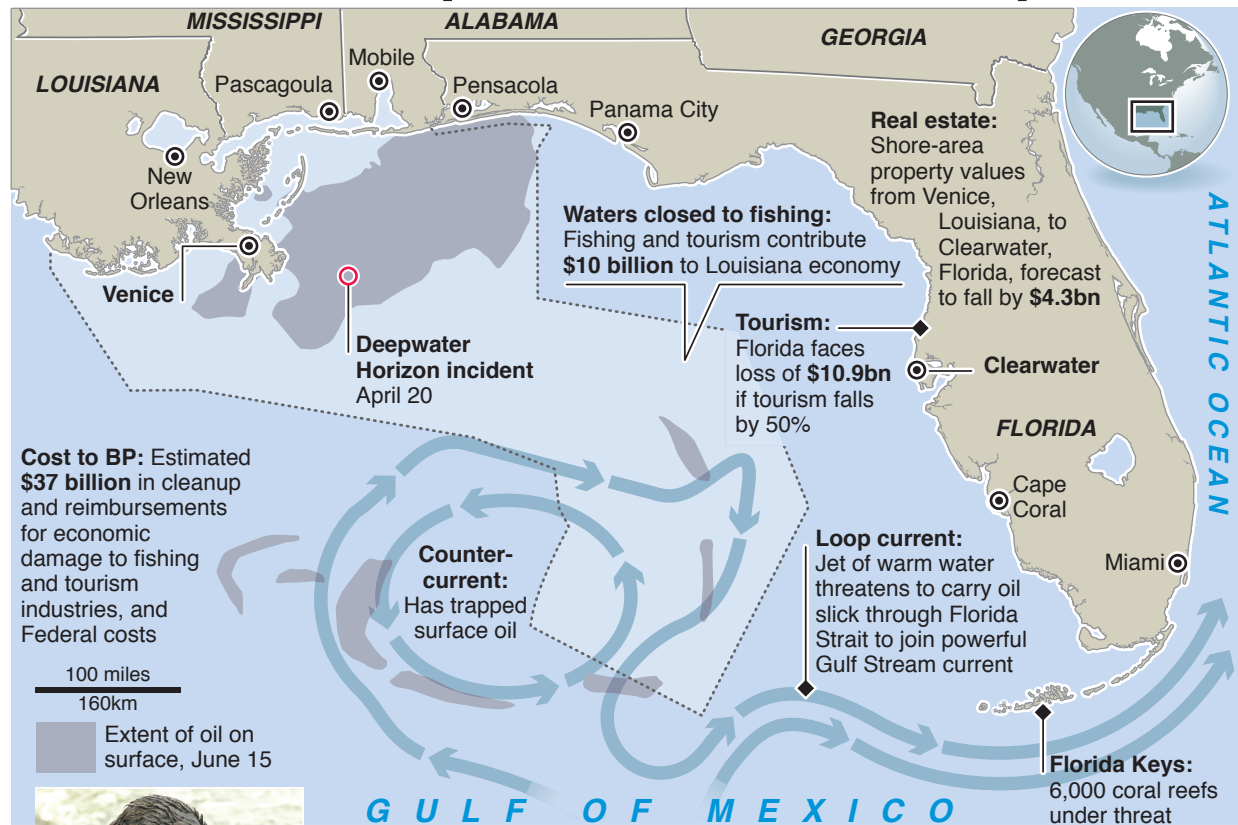 MISSISSIPPI
ALABAMA
GEORGIA
LOUISIANA
Pascagoula
Mobile
Pensacola
Panama City
New
Orleans
Venice
Real estate:
Shore-area
property values
from Venice,
Louisiana, to
Clearwater,
Florida, forecast
to fall by $4.3bn
ATLANTIC OCEAN
Waters closed to fishing:
Fishing and tourism contribute
$10 billion to Louisiana economy
Deepwater
Horizon incident
April 20
Tourism:
Florida faces
loss of $10.9bn
if tourism falls
by 50%
Clearwater
FLORIDA
Cape
Coral
Miami
Cost to BP: Estimated
$37 billion in cleanup
and reimbursements
for economic
damage to fishing
and tourism
industries, and
Federal costs
Counter-
current:
Has trapped
surface oil
Loop current:
Jet of warm water
threatens to carry oil
slick through Florida
Strait to join powerful
Gulf Stream current
100 miles
160km
Extent of oil on
surface, June 15
Florida Keys:
6,000 coral reefs
under threat
GULF OF MEXICO